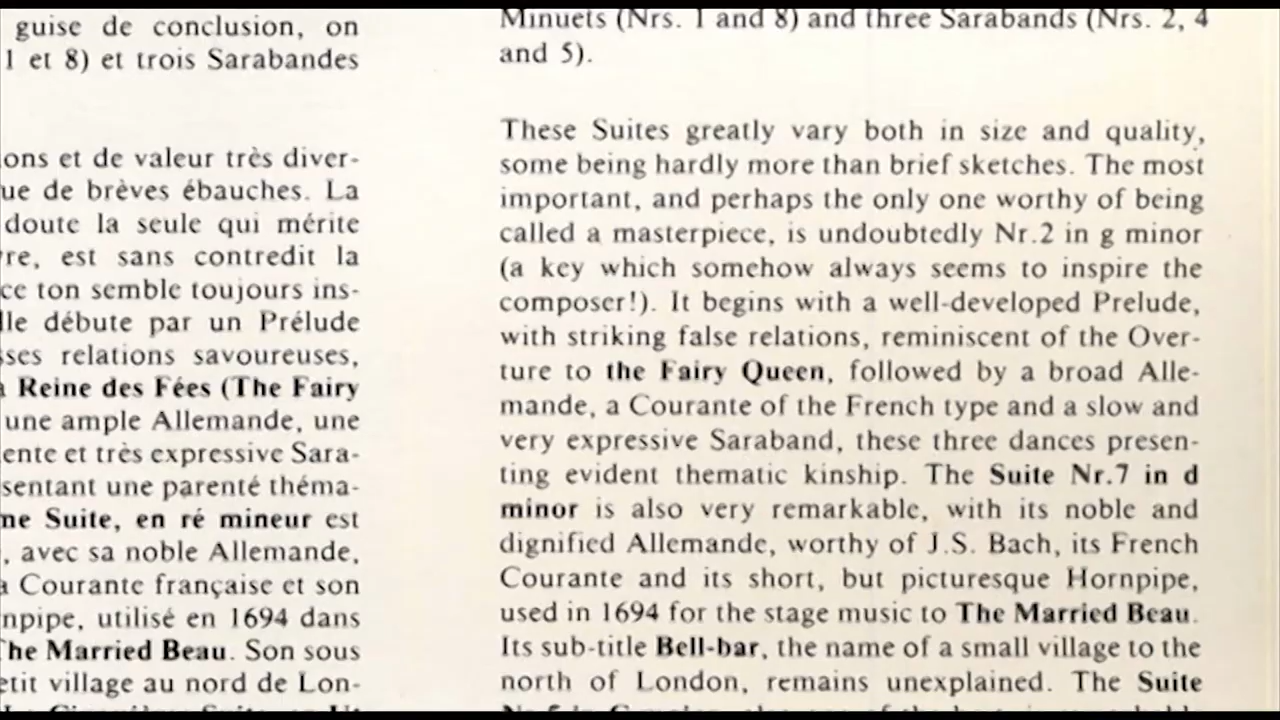 guise de conclusion, on
1 et 8) et trois Sarabandes
ons et de valeur très diver-
ue de brèves ébauches. La
doute la seule qui mérite
re, est sans contredit la
ce ton semble toujours ins-
lle débute par un Prélude
sses relations savoureuses,
a Reine des Fées (The Fairy
une ample Allemande, une
ente et très expressive Sara-
sentant une parenté théma-
me Suite, en ré mineur est
, avec sa noble Allemande,
a Courante française et son
npipe, utilisé en 1694 dans
The Married Beau. Son sous
etit village au nord de Lon-
Minuets (Nrs. 1 and 8) and three Sarabands (Nrs. 2, 4
and 5).
These Suites greatly vary both in size and quality,
some being hardly more than brief sketches. The most
important, and perhaps the only one worthy of being
called a masterpiece, is undoubtedly Nr.2 in g minor
(a key which somehow always seems to inspire the
composer!). It begins with a well-developed Prelude,
with striking false relations, reminiscent of the Over-
ture to the Fairy Queen, followed by a broad Alle-
mande, a Courante of the French type and a slow and
very expressive Saraband, these three dances presen-
ting evident thematic kinship. The Suite Nr.7 in d
minor is also very remarkable, with its noble and
dignified Allemande, worthy of J.S. Bach, its French
Courante and its short, but picturesque Hornpipe,
used in 1694 for the stage music to The Married Beau.
Its sub-title Bell-bar, the name of a small village to the
north of London, remains unexplained. The Suite